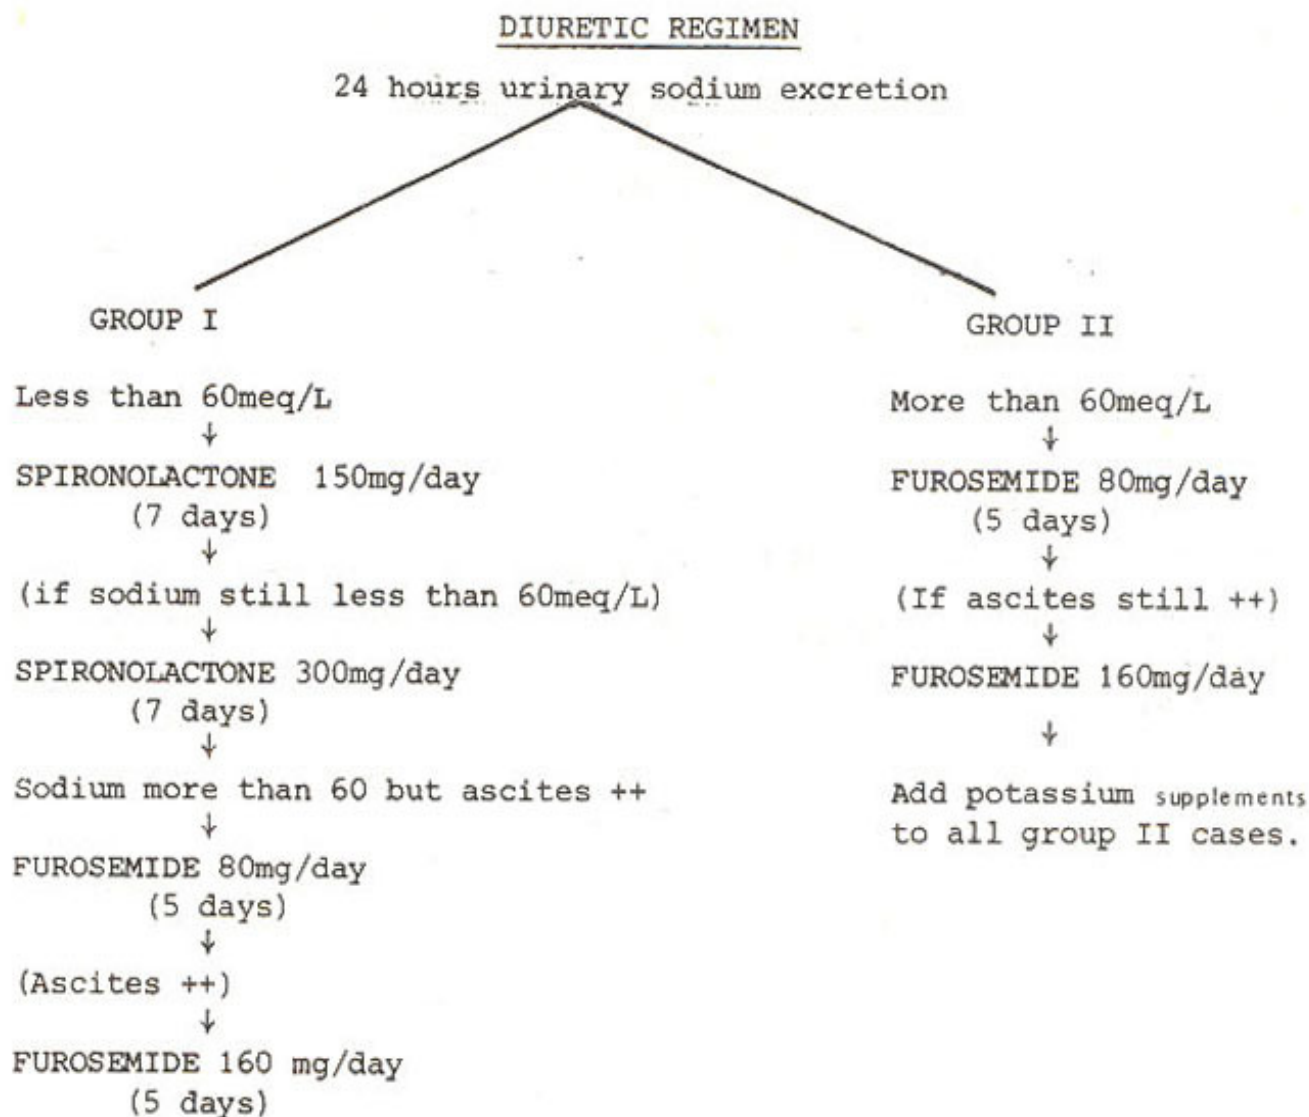 DIURETIC REGIMEN
24 hours urinary sodium excretion
GROUP I
Less than 60meq/L
↓
SPIRONOLACTONE 150mg/day
(7 days)
↓
(if sodium still less than 60meq/L)
↓
SPIRONOLACTONE 300mg/day
(7 days)
↓
Sodium more than 60 but ascites ++
↓
FUROSEMIDE 80mg/day
(5 days)
↓
(Ascites ++)
↓
FUROSEMIDE 160 mg/day
(5 days)
GROUP II
More than 60meq/L
↓
FUROSEMIDE 80mg/day
(5 days)
↓
(If ascites still ++)
↓
FUROSEMIDE 160mg/day
↓
Add potassium supplements
to all group II cases.